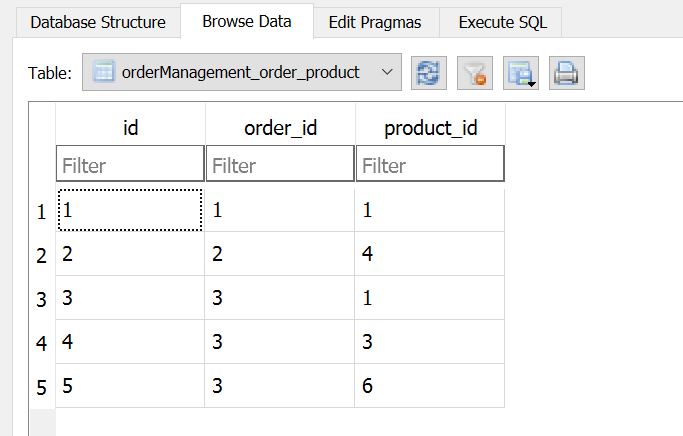 Database Structure Browse Data Edit Pragmas Execute SQL
Table: orderManagement_order_product
id order_id product_id
Filter Filter Filter
1 1 1 1
2 2 2 4
3 3 3 1
4 4 3 3
5 5 3 6